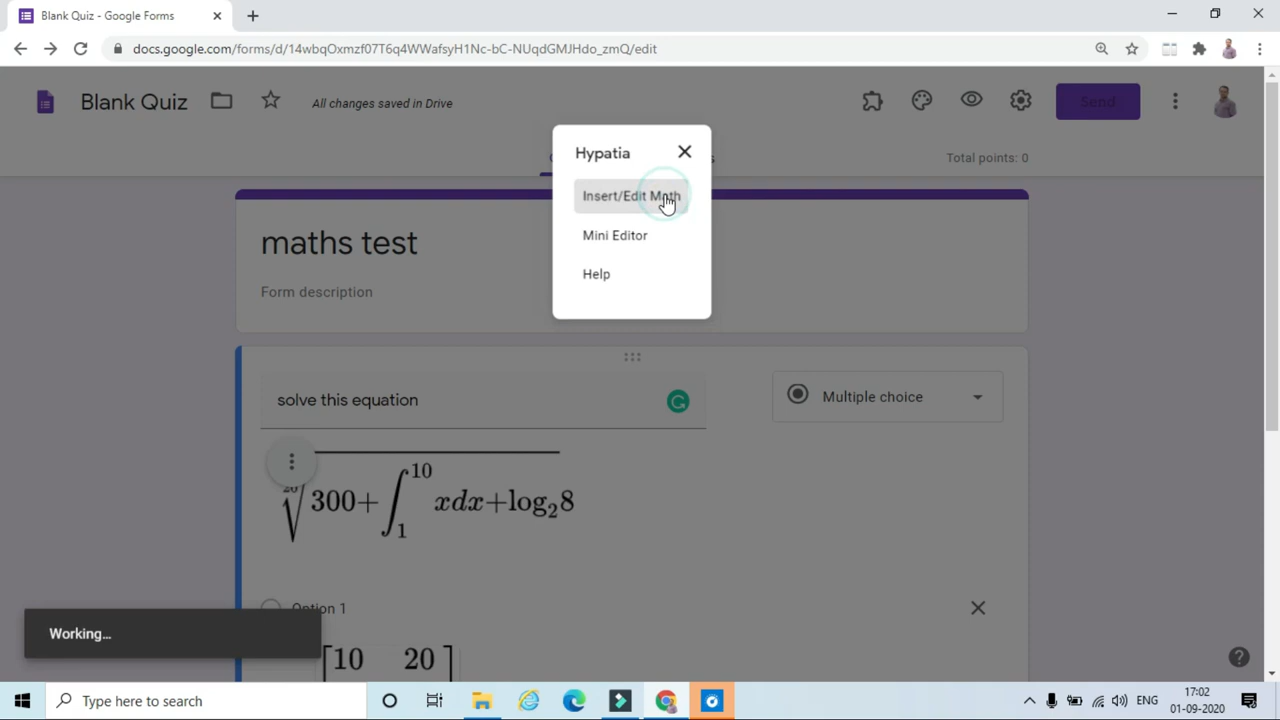 Blank Quiz - Google Forms
docs.google.com/forms/d/14wbqOxmzf07T6q4WWafsyH1Nc-bC-NUqdGMJHdo_zmQ/edit
Blank Quiz
All changes saved in Drive
Send
Hypatia
Total points: 0
Insert/Edit Math
Mini Editor
Help
maths test
Form description
solve this equation
Multiple choice
300+∫₁¹⁰xdx+log₂8
Option 1
Working...
10 20
Type here to search
ENG
17:02
01-09-2020